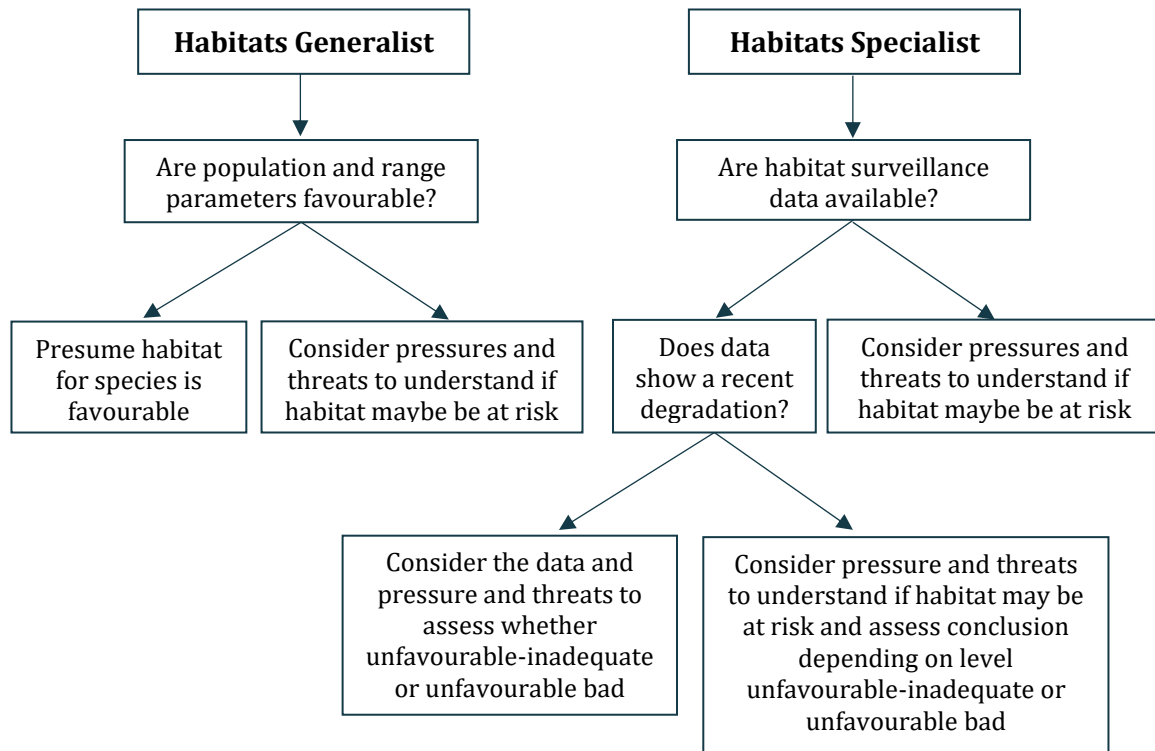 Habitats Generalist
Habitats Specialist
Are population and range
parameters favourable?
Are habitat surveillance
data available?
Presume habitat
for species is
favourable
Consider pressures and
threats to understand if
habitat maybe be at risk
Does data
show a recent
degradation?
Consider pressures and
threats to understand if
habitat maybe be at risk
Consider the data and
pressure and threats to
assess whether
unfavourable-inadequate
or unfavourable bad
Consider pressure and threats
to understand if habitat may be
at risk and assess conclusion
depending on level
unfavourable-inadequate or
unfavourable bad